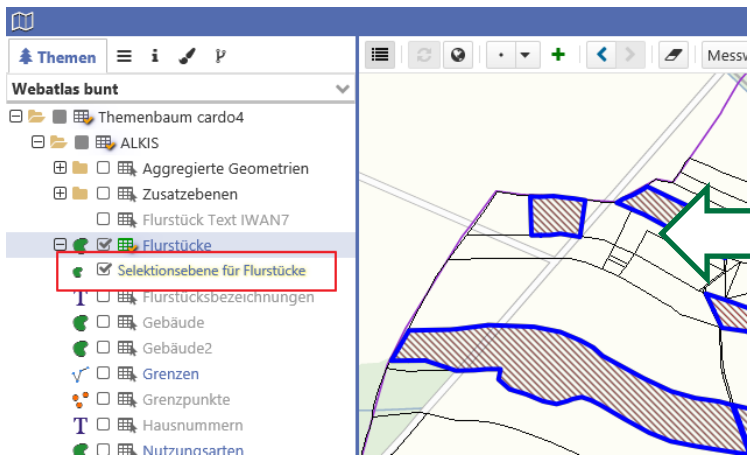 Themen
i
Messw
Webatlas bunt
Themenbaum cardo4
ALKIS
Aggregierte Geometrien
Zusatzebenen
Flurstück Text IWAN7
Flurstücke
Selektionsebene für Flurstücke
T Flurstücksbezeichnungen
Gebäude
Gebäude2
Grenzen
Grenzpunkte
T Hausnummern
Nutzungsarten